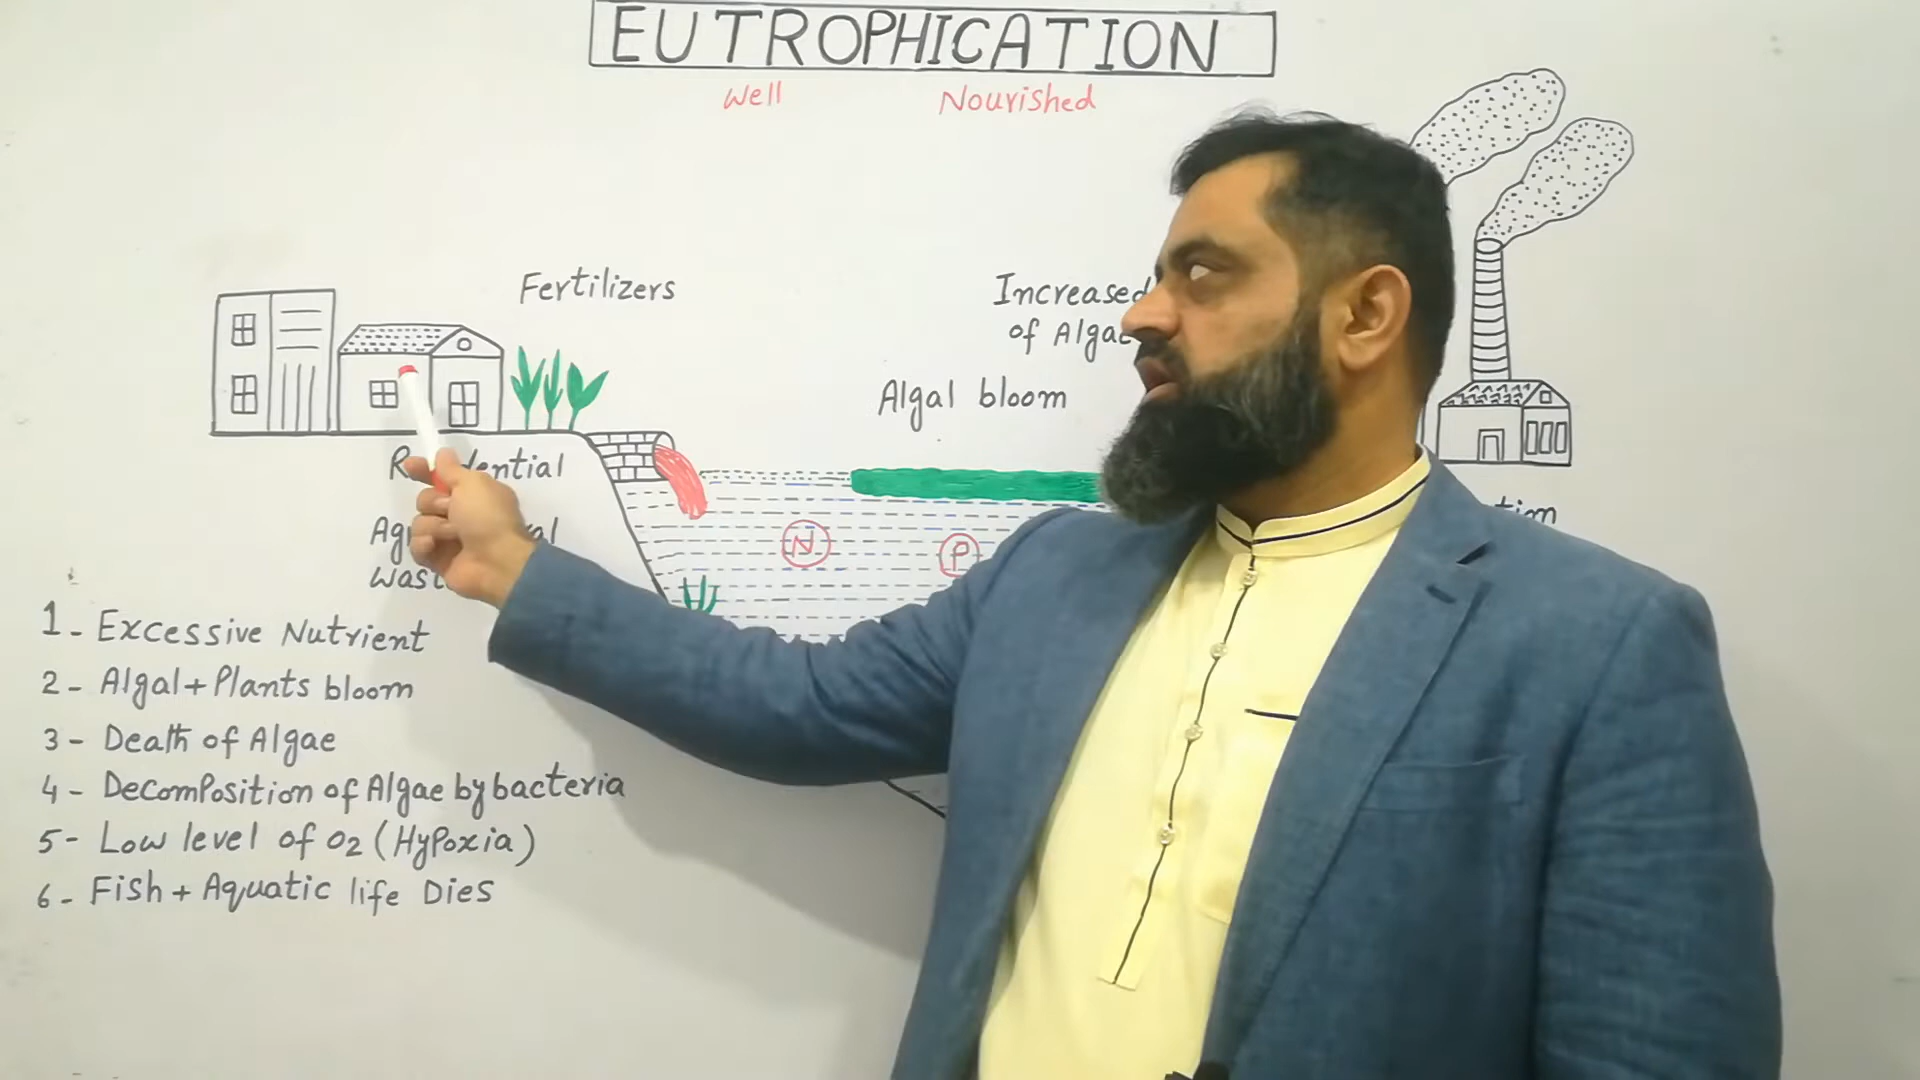 EUTROPHICATION
Well Nourished
Fertilizers
Increased
of Algae
Algal bloom
N
P
1- Excessive Nutrient
2- Algal+Plants bloom
3- Death of Algae
4- Decomposition of Algae by bacteria
5- Low level of O2 (Hypoxia)
6- Fish + Aquatic life Dies